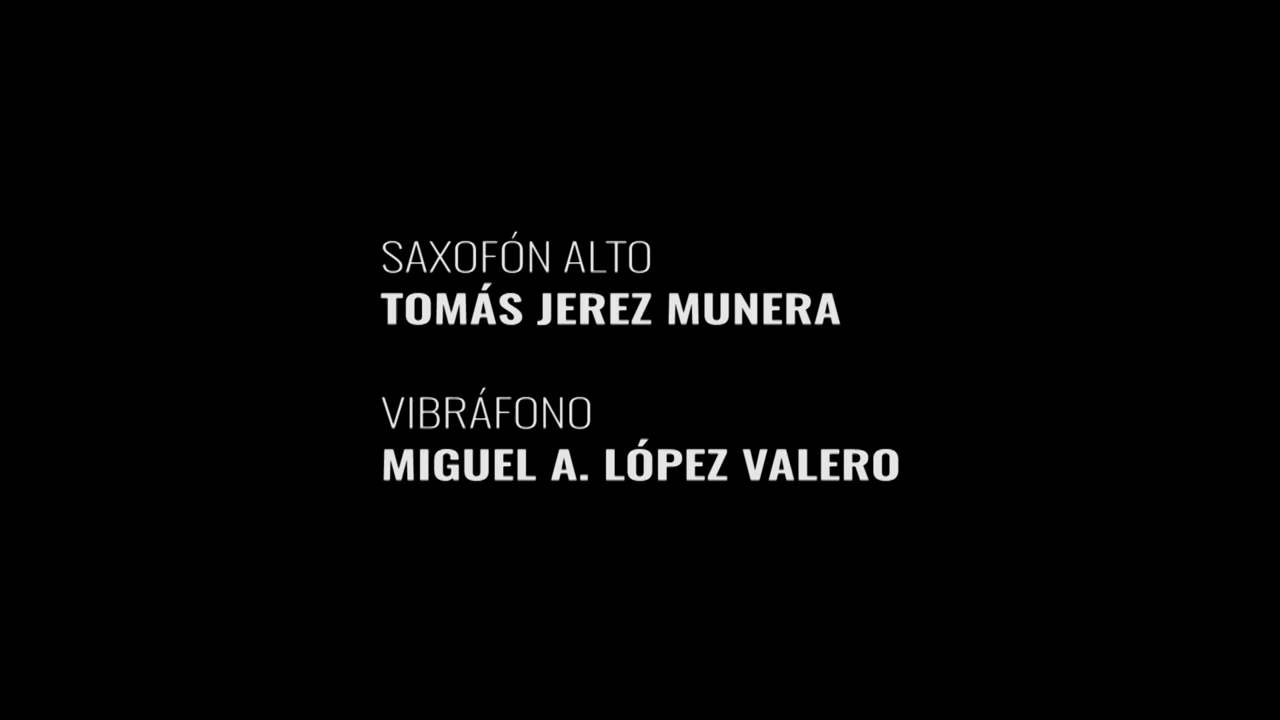 SAXOFÓN ALTO
TOMÁS JEREZ MUNERA
VIBRÁFONO
MIGUEL A. LÓPEZ VALERO